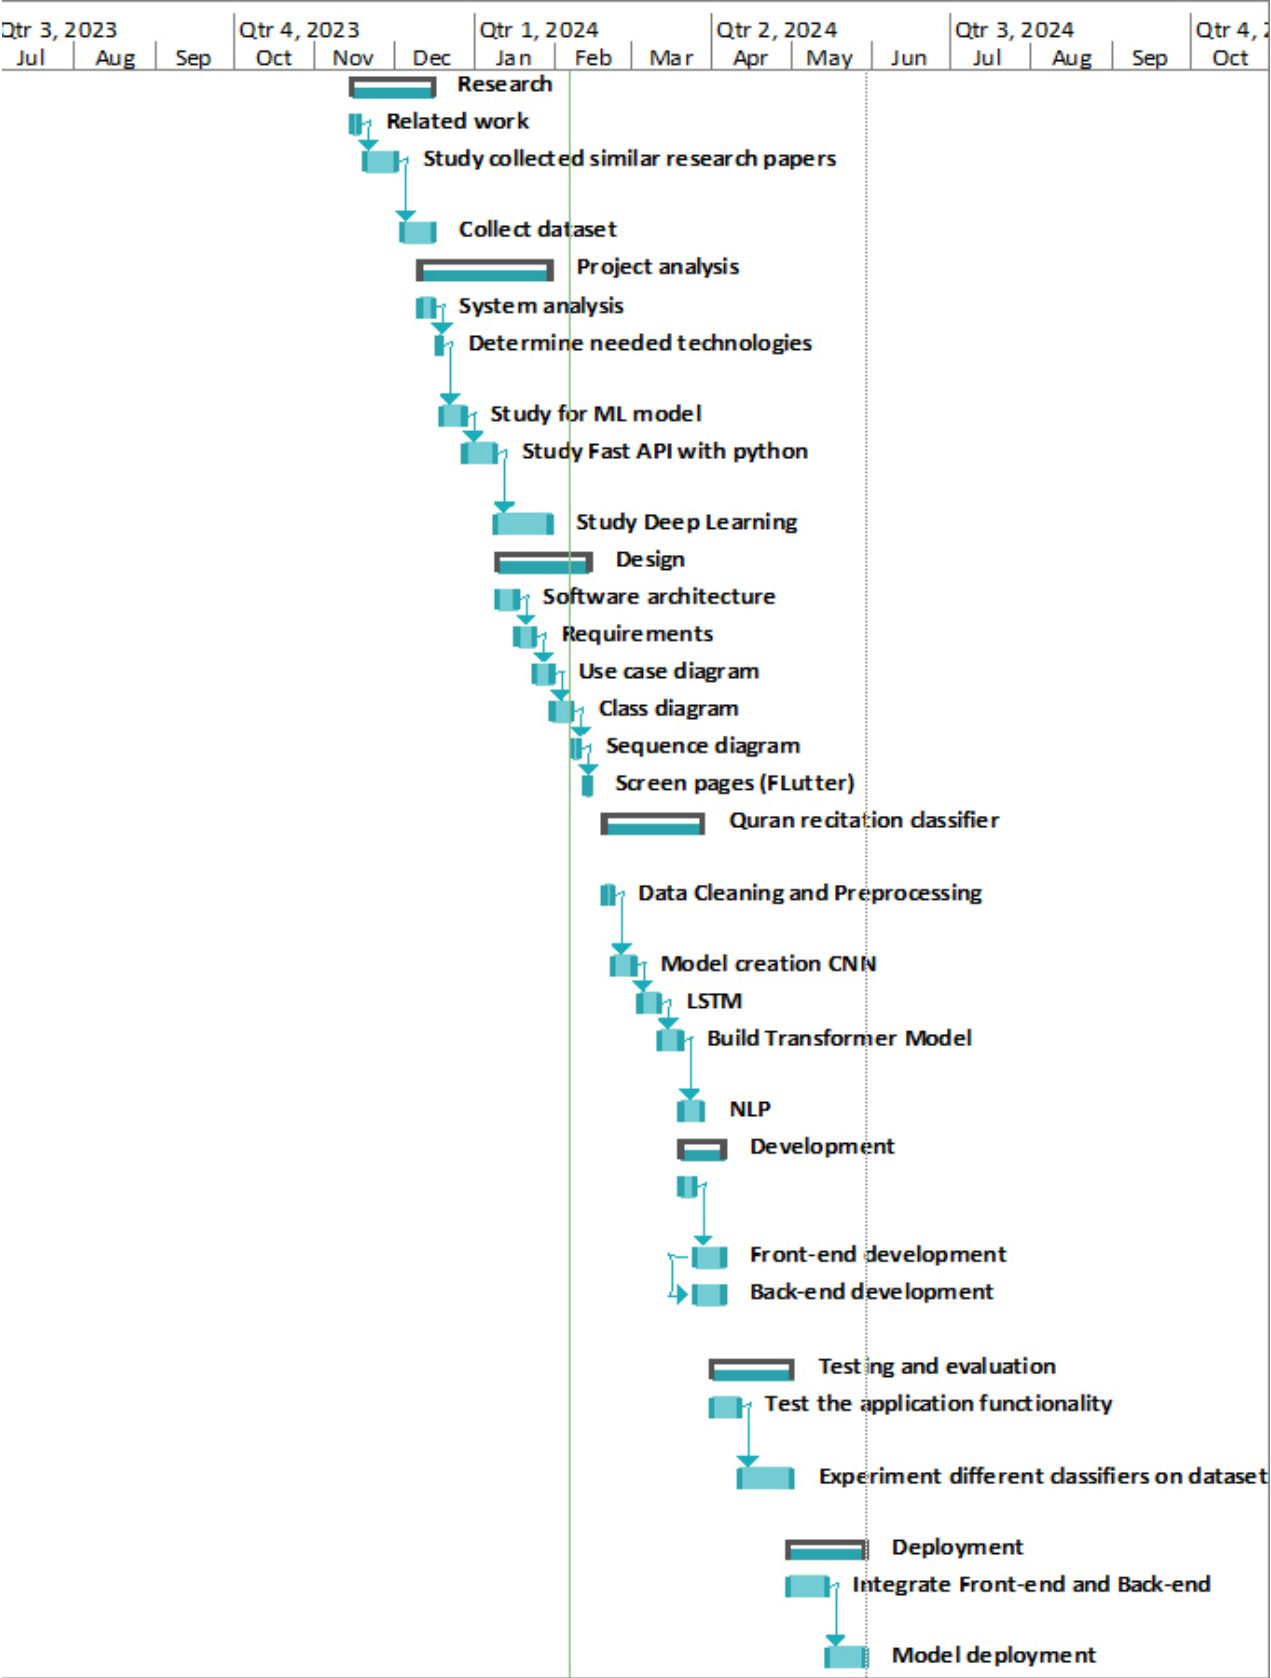 Qtr 3, 2023 Qtr 4, 2023 Qtr 1, 2024 Qtr 2, 2024 Qtr 3, 2024 Qtr 4,
Jul Aug Sep Oct Nov Dec Jan Feb Mar Apr May Jun Jul Aug Sep Oct
Research
Related work
Study collected similar research papers
Collect dataset
Project analysis
System analysis
Determine needed technologies
Study for ML model
Study Fast API with python
Study Deep Learning
Design
Software architecture
Requirements
Use case diagram
Class diagram
Sequence diagram
Screen pages (FLutter)
Quran recitation classifier
Data Cleaning and Preprocessing
Model creation CNN
LSTM
Build Transformer Model
NLP
Development
Front-end development
Back-end development
Testing and evaluation
Test the application functionality
Experiment different classifiers on dataset
Deployment
Integrate Front-end and Back-end
Model deployment